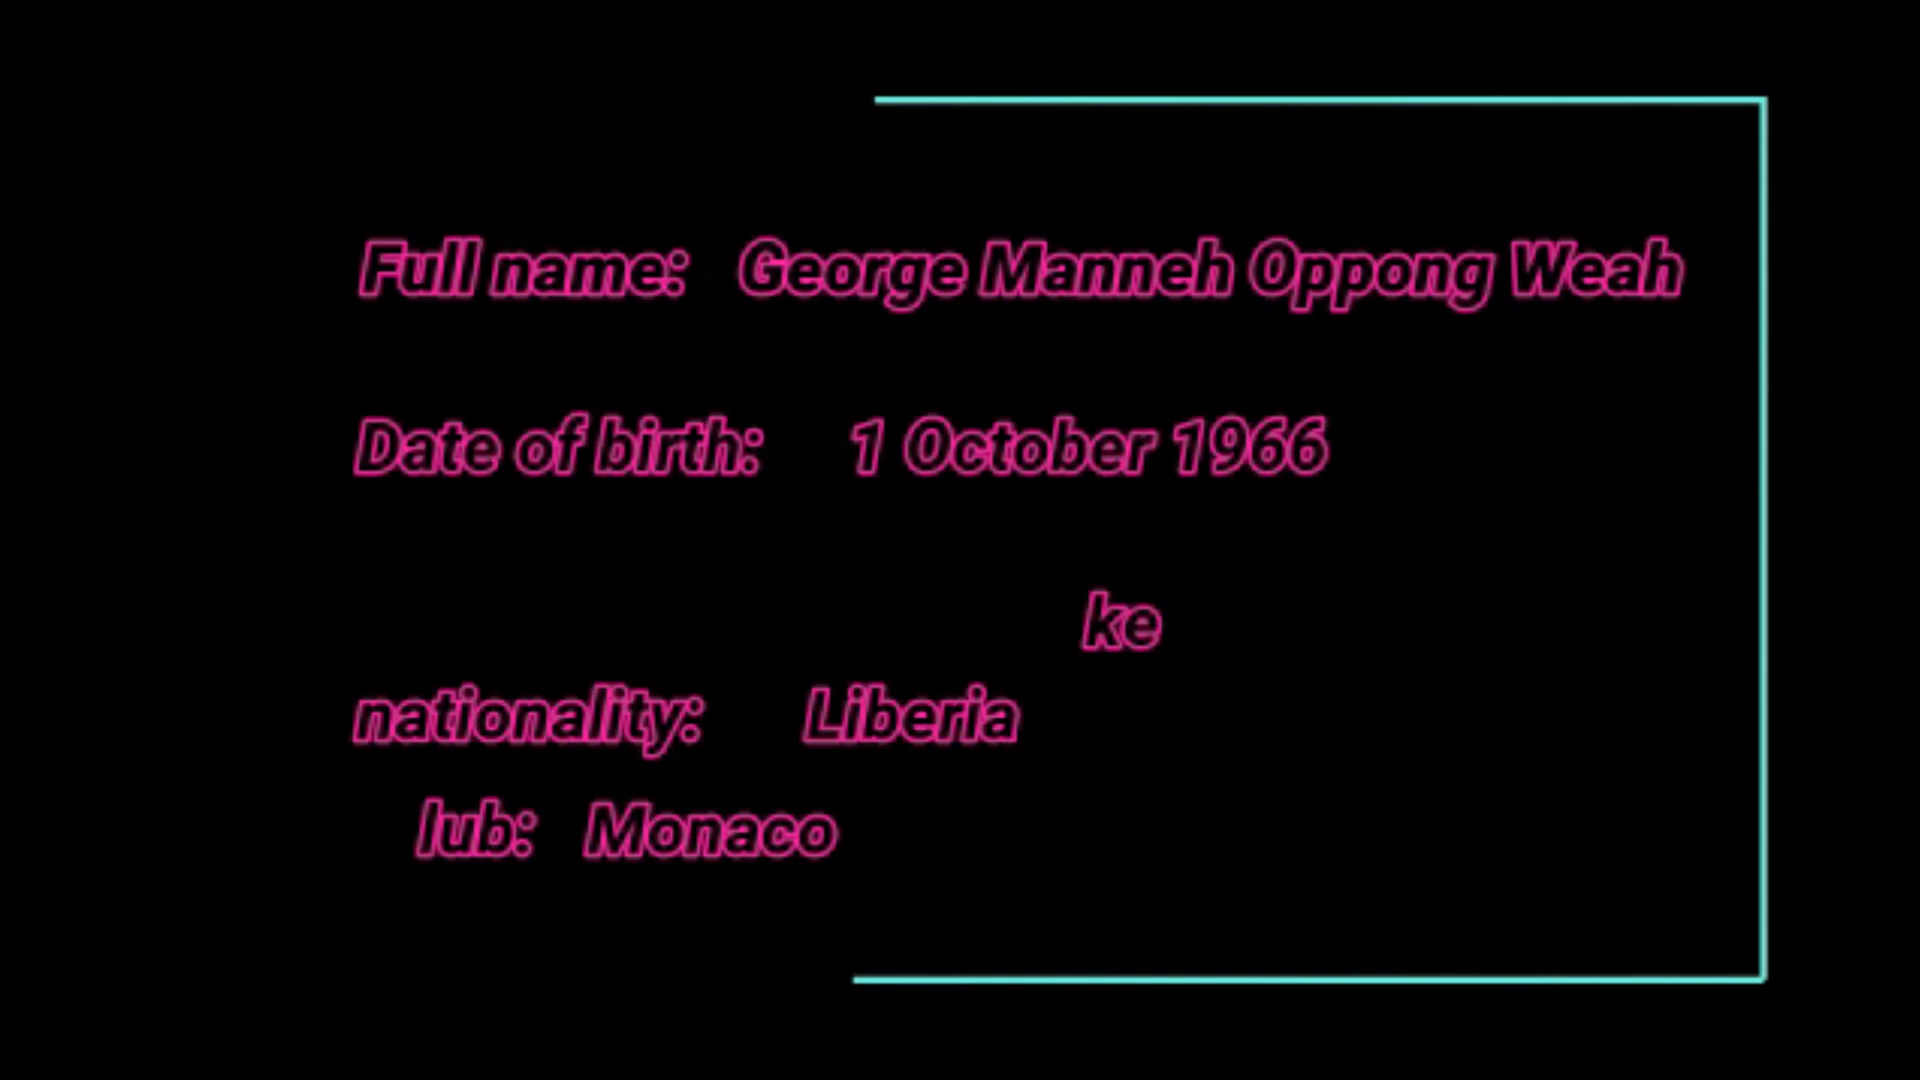 Full name: George Manneh Oppong Weah
Date of birth: 1 October 1966
ke
nationality: Liberia
lub: Monaco